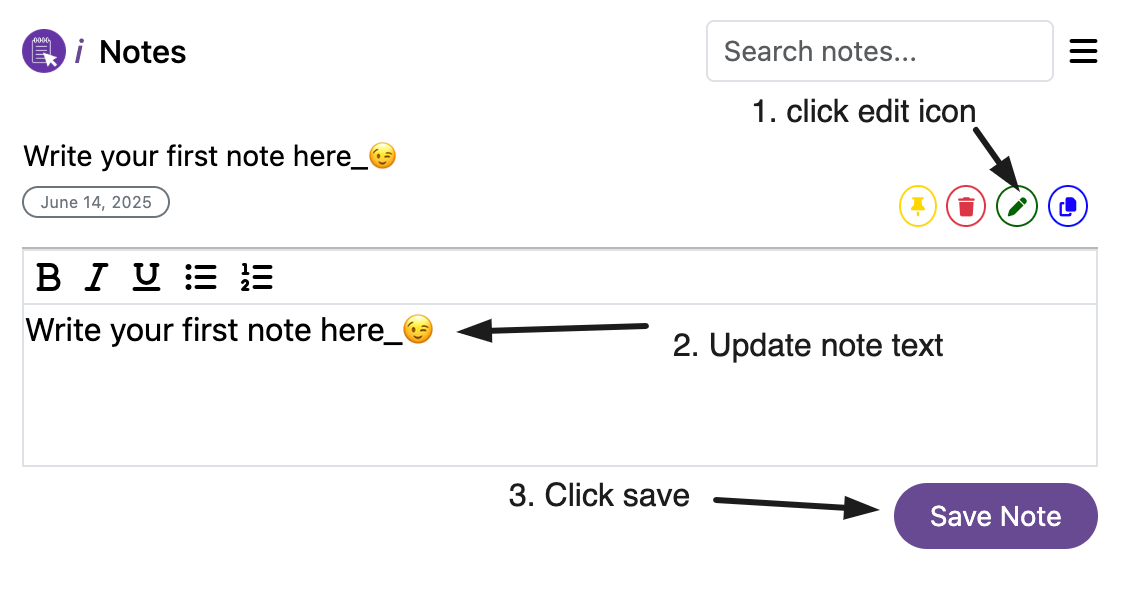 i Notes
Search notes...
1. click edit icon
Write your first note here_😉
June 14, 2025
B I U
Write your first note here_😉
2. Update note text
3. Click save
Save Note